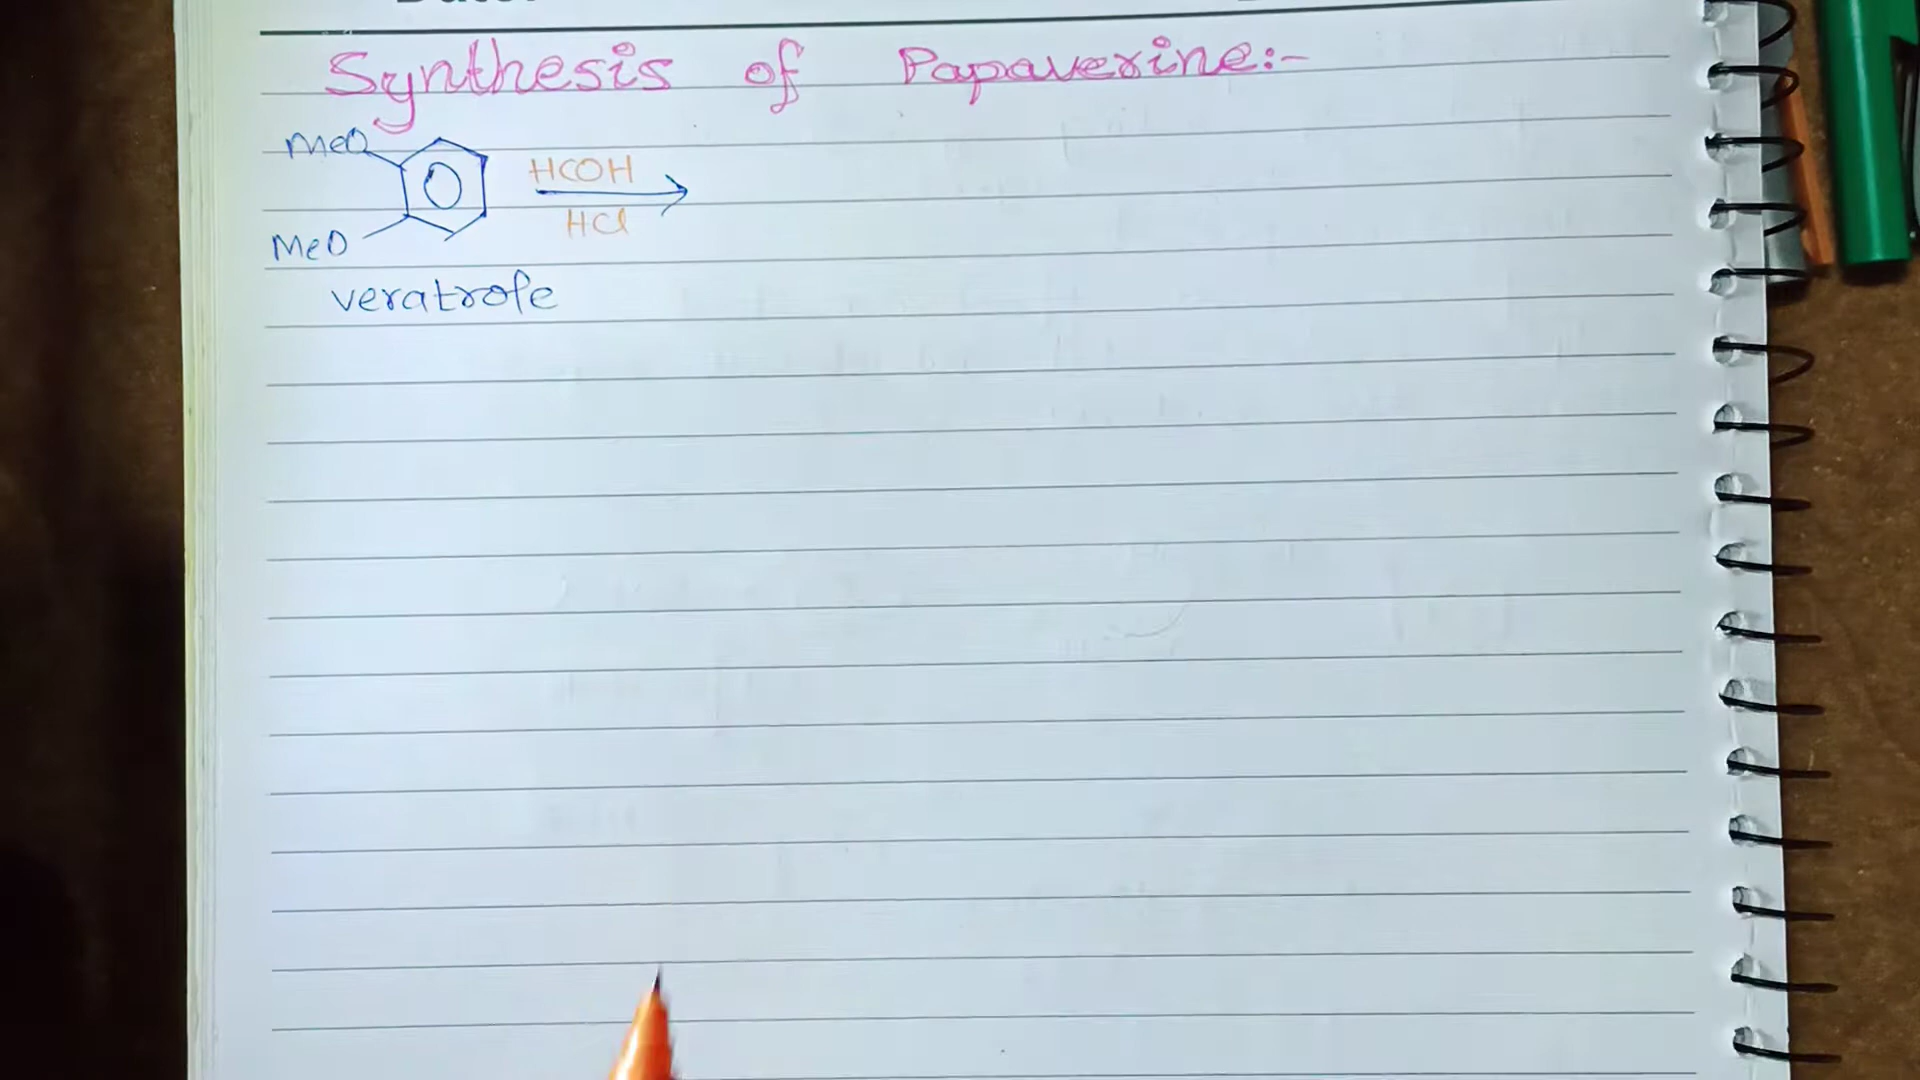 Synthesis of Papaverine:-
MeO
HCOH
HCl
MeO
veratrole